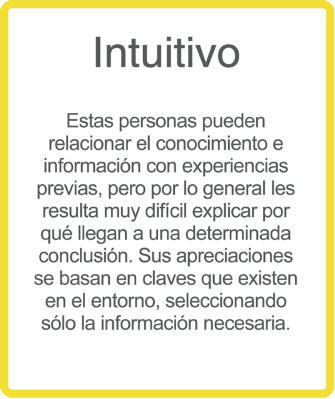 Intuitivo
Estas personas pueden
relacionar el conocimiento e
información con experiencias
previas, pero por lo general les
resulta muy difícil explicar por
qué llegan a una determinada
conclusión. Sus apreciaciones
se basan en claves que existen
en el entorno, seleccionando
sólo la información necesaria.